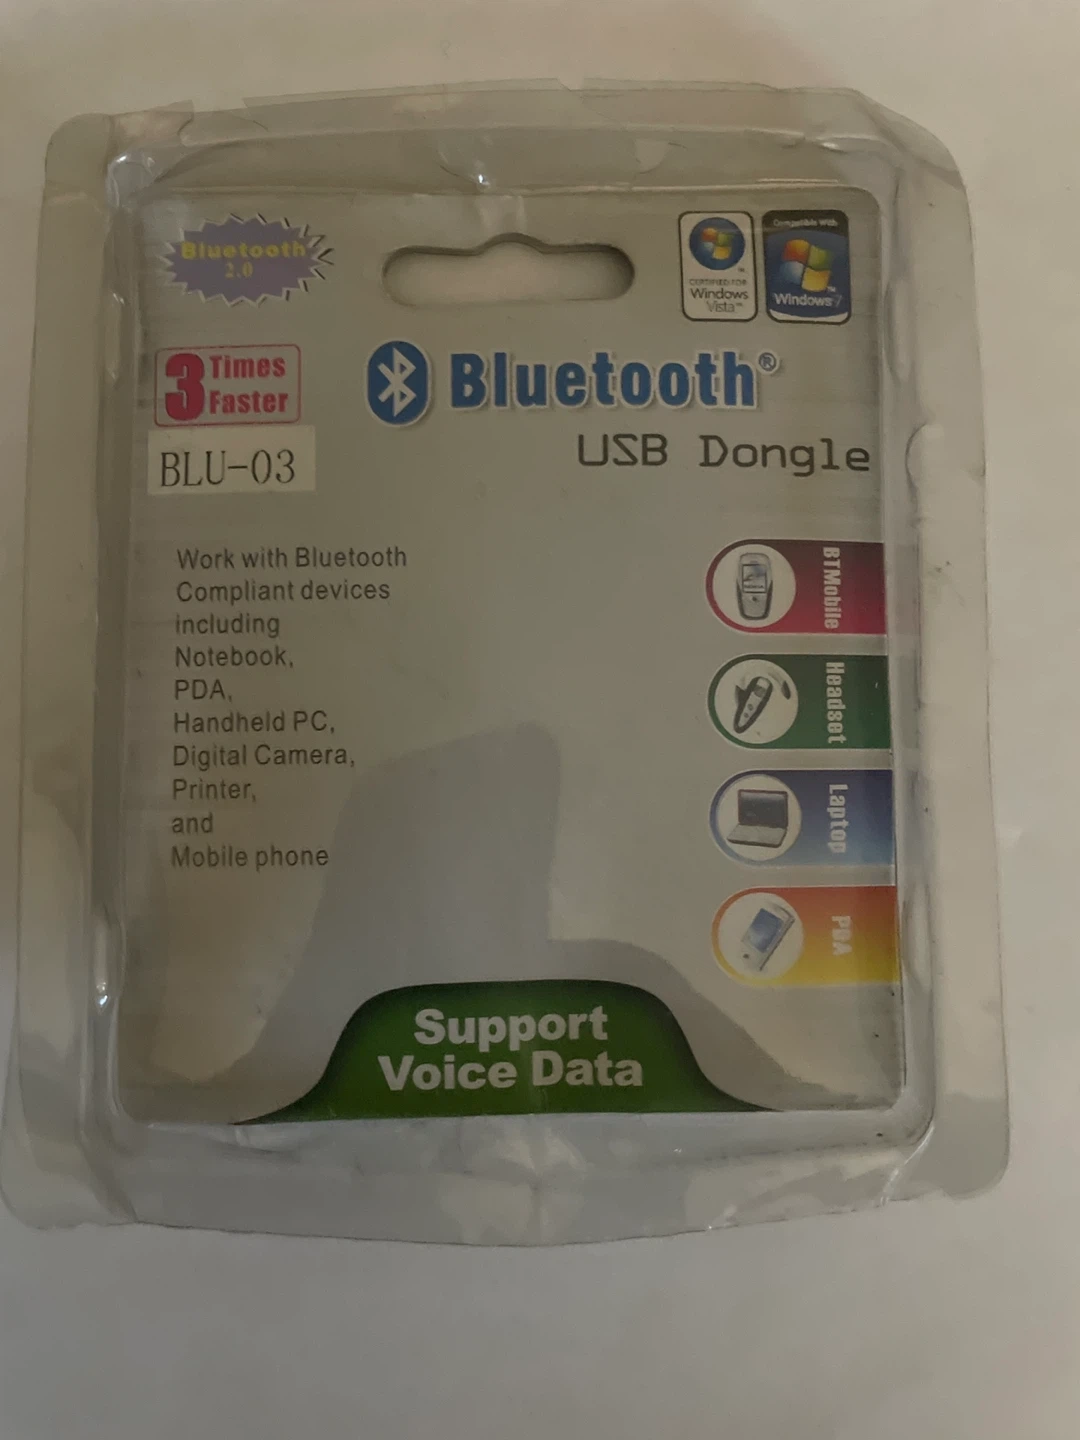 Bluetooth
2.0
CERTIFIED FOR
Windows
Vista™
Compatible With
Windows 7
3 Times
Faster
Bluetooth®
BLU-03
USB Dongle
Work with Bluetooth
Compliant devices
including
Notebook,
PDA,
Handheld PC,
Digital Camera,
Printer,
and
Mobile phone
BTMobile
Headset
Laptop
PDA
Support
Voice Data